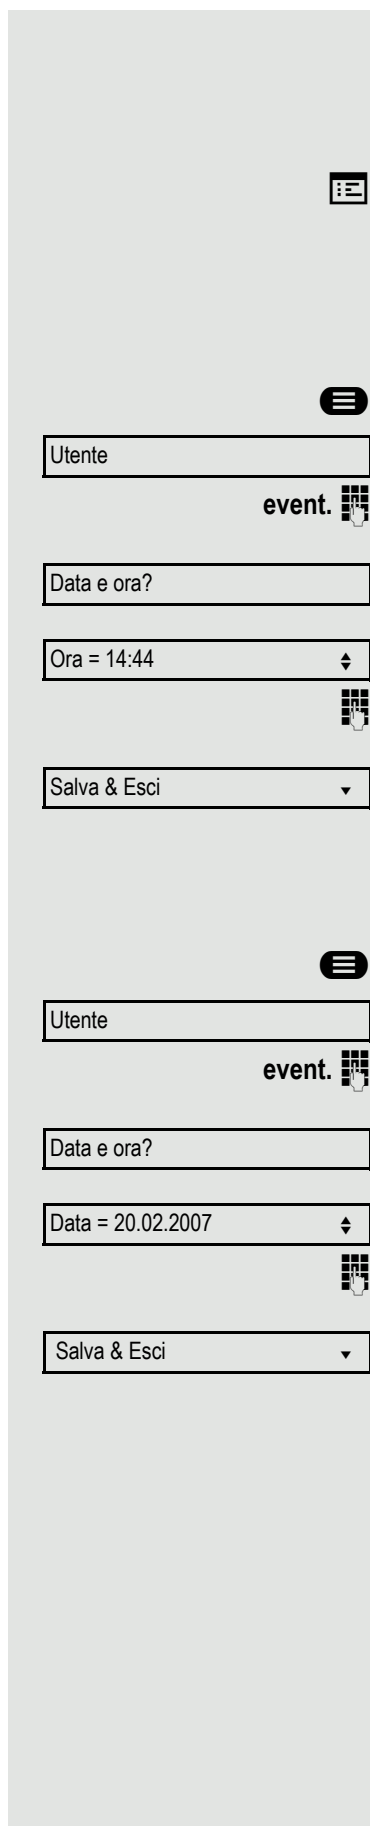 Utente
event.
Data e ora?
Ora = 14:44
Salva & Esci
Utente
event.
Data e ora?
Data = 20.02.2007
Salva & Esci